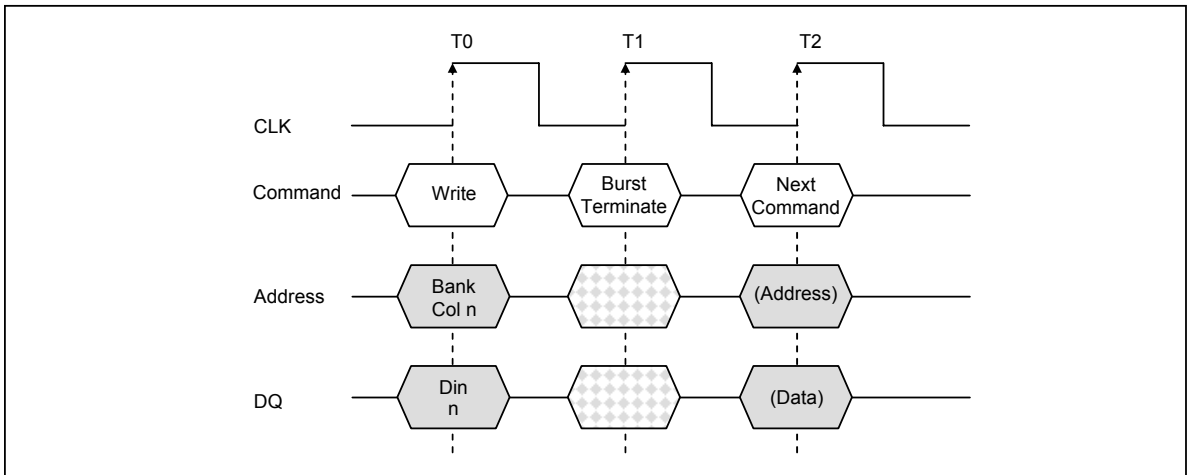 T0 T1 T2
CLK
Command Write Burst Terminate Next Command
Address Bank Col n (Address)
DQ Din n (Data)